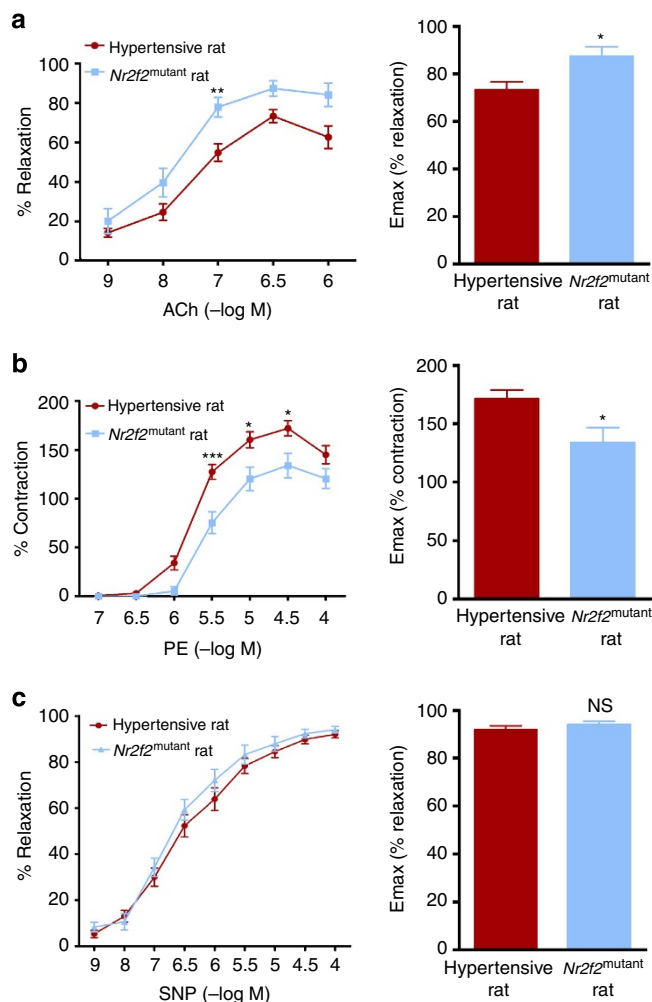 a
Hypertensive rat
Nr2f2mutant rat
**
% Relaxation
100
80
60
40
20
0
9 8 7 6.5 6
ACh (–log M)
*
Emax (% relaxation)
100
80
60
40
20
0
Hypertensive Nr2f2mutant
rat rat
b
Hypertensive rat
Nr2f2mutant rat
*** * *
% Contraction
200
150
100
50
0
7 6.5 6 5.5 5 4.5 4
PE (–log M)
*
Emax (% contraction)
200
150
100
50
0
Hypertensive Nr2f2mutant
rat rat
c
Hypertensive rat
Nr2f2mutant rat
% Relaxation
100
80
60
40
20
0
9 8 7 6.5 6 5.5 5 4.5 4
SNP (–log M)
NS
Emax (% relaxation)
100
80
60
40
20
0
Hypertensive Nr2f2mutant
rat rat